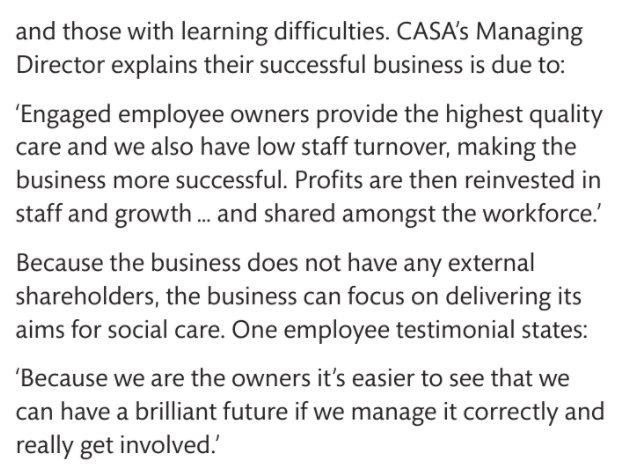 and those with learning difficulties. CASA's Managing
Director explains their successful business is due to:
'Engaged employee owners provide the highest quality
care and we also have low staff turnover, making the
business more successful. Profits are then reinvested in
staff and growth ... and shared amongst the workforce.'
Because the business does not have any external
shareholders, the business can focus on delivering its
aims for social care. One employee testimonial states:
'Because we are the owners it's easier to see that we
can have a brilliant future if we manage it correctly and
really get involved.'